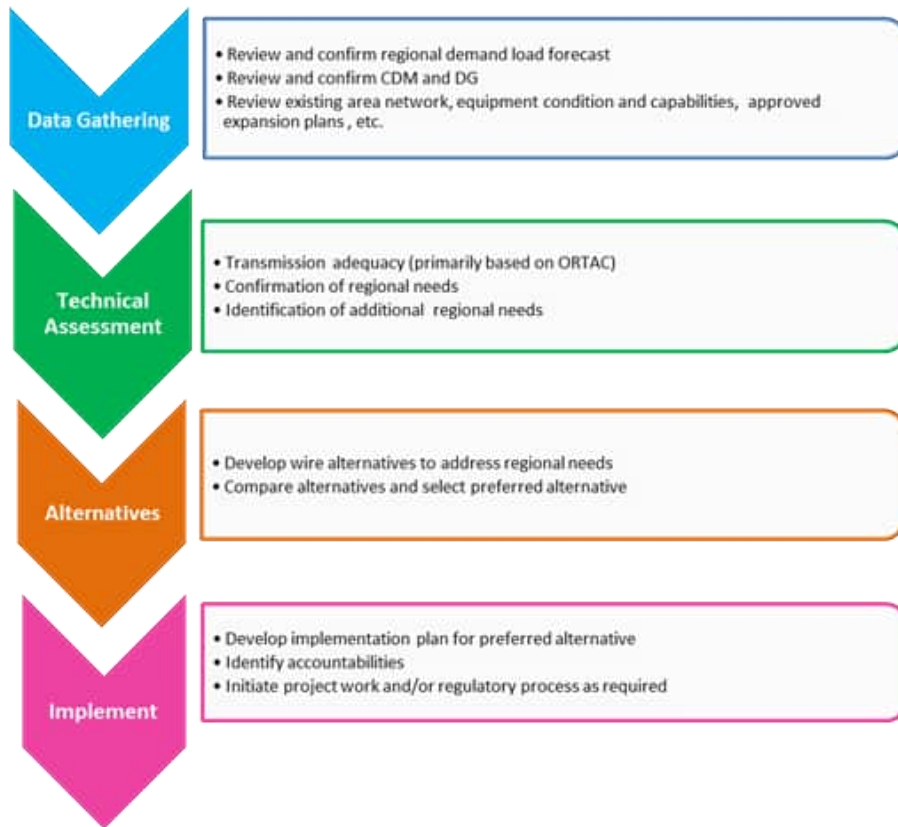 Data Gathering
• Review and confirm regional demand load forecast
• Review and confirm CDM and DG
• Review existing area network, equipment condition and capabilities, approved
expansion plans , etc.
Technical
Assessment
• Transmission adequacy (primarily based on ORTAC)
• Confirmation of regional needs
• Identification of additional regional needs
Alternatives
• Develop wire alternatives to address regional needs
• Compare alternatives and select preferred alternative
Implement
• Develop implementation plan for preferred alternative
• Identify accountabilities
• Initiate project work and/or regulatory process as required